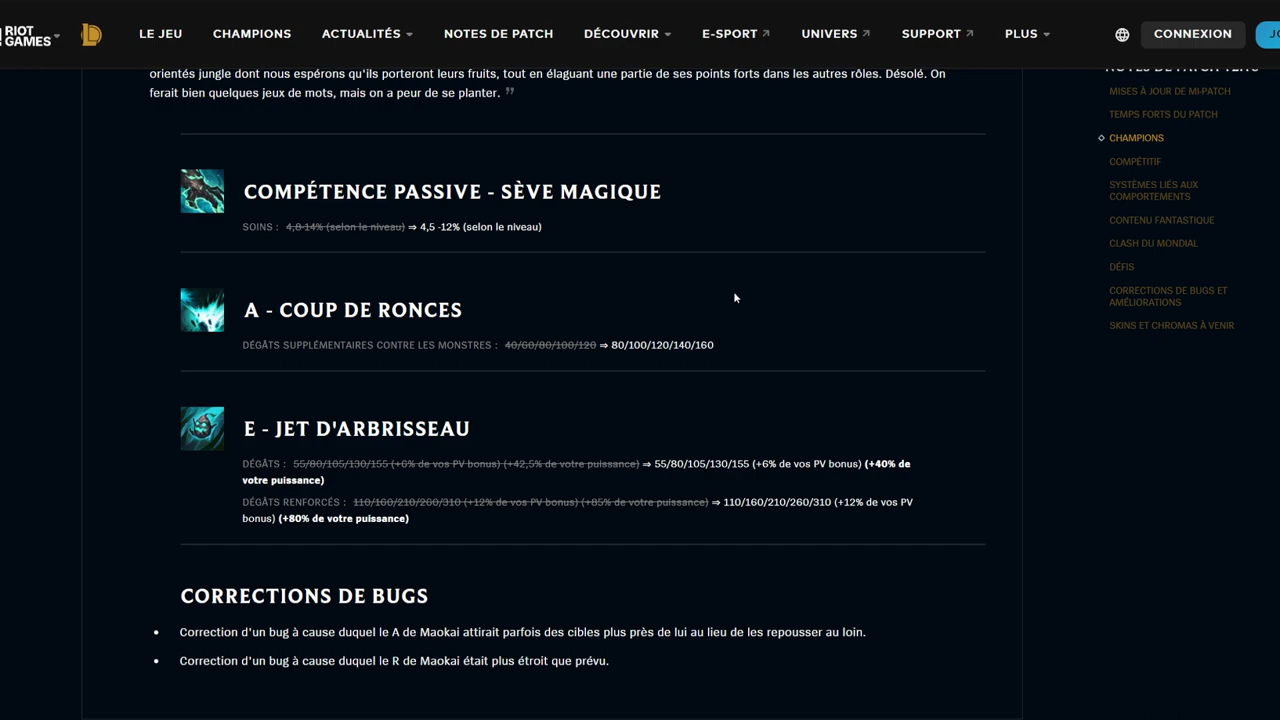 RIOT GAMES
LE JEU CHAMPIONS ACTUALITÉS NOTES DE PATCH DÉCOUVRIR E-SPORT UNIVERS SUPPORT PLUS CONNEXION
orientés jungle dont nous espérons qu'ils porteront leurs fruits, tout en élaguant une partie de ses points forts dans les autres rôles. Désolé. On
ferait bien quelques jeux de mots, mais on a peur de se planter. ”
COMPÉTENCE PASSIVE - SÈVE MAGIQUE
SOINS : 4,8-14% (selon le niveau) ⇒ 4,5 -12% (selon le niveau)
A - COUP DE RONCES
DÉGÂTS SUPPLÉMENTAIRES CONTRE LES MONSTRES : 40/60/80/100/120 ⇒ 80/100/120/140/160
E - JET D'ARBRISSEAU
DÉGÂTS : 55/80/105/130/155 (+6% de vos PV bonus) (+42,5% de votre puissance) ⇒ 55/80/105/130/155 (+6% de vos PV bonus) (+40% de
votre puissance)
DÉGÂTS RENFORCÉS : 110/160/210/260/310 (+12% de vos PV bonus) (+85% de votre puissance) ⇒ 110/160/210/260/310 (+12% de vos PV
bonus) (+80% de votre puissance)
CORRECTIONS DE BUGS
• Correction d'un bug à cause duquel le A de Maokai attirait parfois des cibles plus près de lui au lieu de les repousser au loin.
• Correction d'un bug à cause duquel le R de Maokai était plus étroit que prévu.
MISES À JOUR DE MI-PATCH
TEMPS FORTS DU PATCH
CHAMPIONS
COMPÉTITIF
SYSTÈMES LIÉS AUX
COMPORTEMENTS
CONTENU FANTASTIQUE
CLASH DU MONDIAL
DÉFIS
CORRECTIONS DE BUGS ET
AMÉLIORATIONS
SKINS ET CHROMAS À VENIR